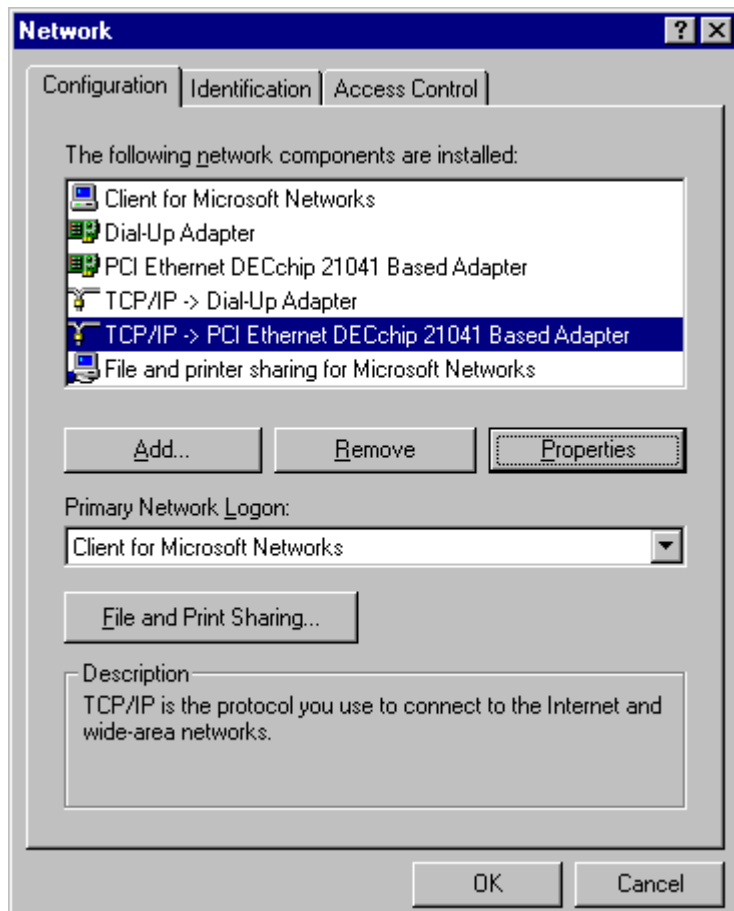 Network
Configuration Identification Access Control
The following network components are installed:
Client for Microsoft Networks
Dial-Up Adapter
PCI Ethernet DECchip 21041 Based Adapter
TCP/IP -> Dial-Up Adapter
TCP/IP -> PCI Ethernet DECchip 21041 Based Adapter
File and printer sharing for Microsoft Networks
Add... Remove Properties
Primary Network Logon:
Client for Microsoft Networks
File and Print Sharing...
Description
TCP/IP is the protocol you use to connect to the Internet and
wide-area networks.
OK Cancel